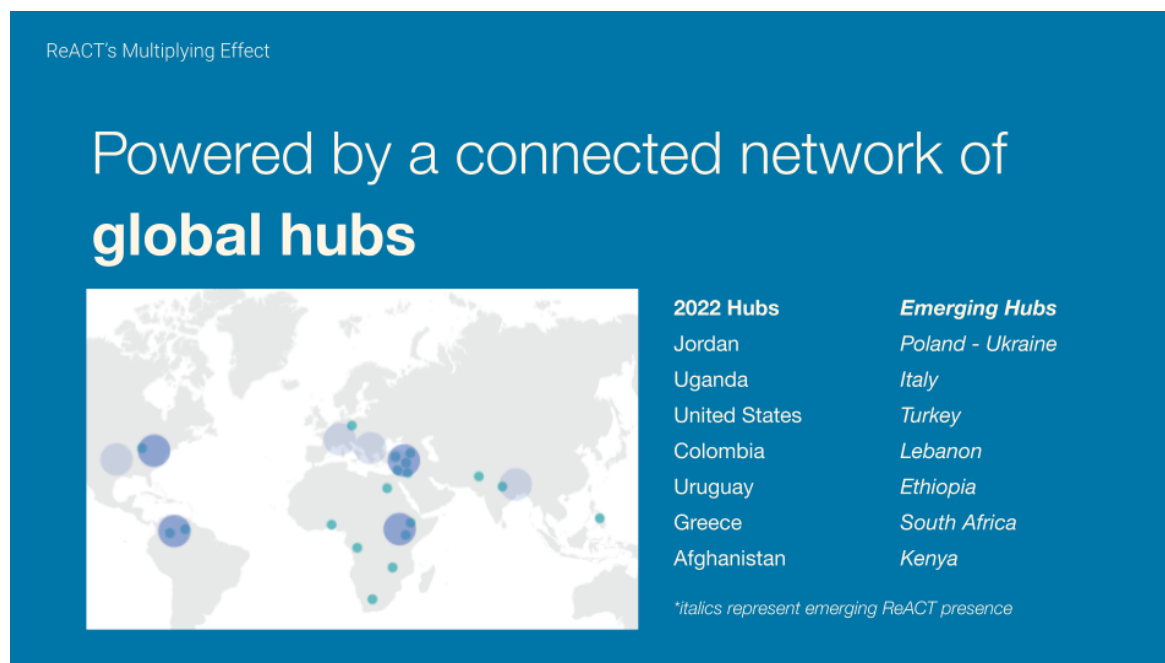 ReACT's Multiplying Effect
Powered by a connected network of
global hubs
2022 Hubs
Jordan
Uganda
United States
Colombia
Uruguay
Greece
Afghanistan
Emerging Hubs
Poland - Ukraine
Italy
Turkey
Lebanon
Ethiopia
South Africa
Kenya
*italics represent emerging ReACT presence